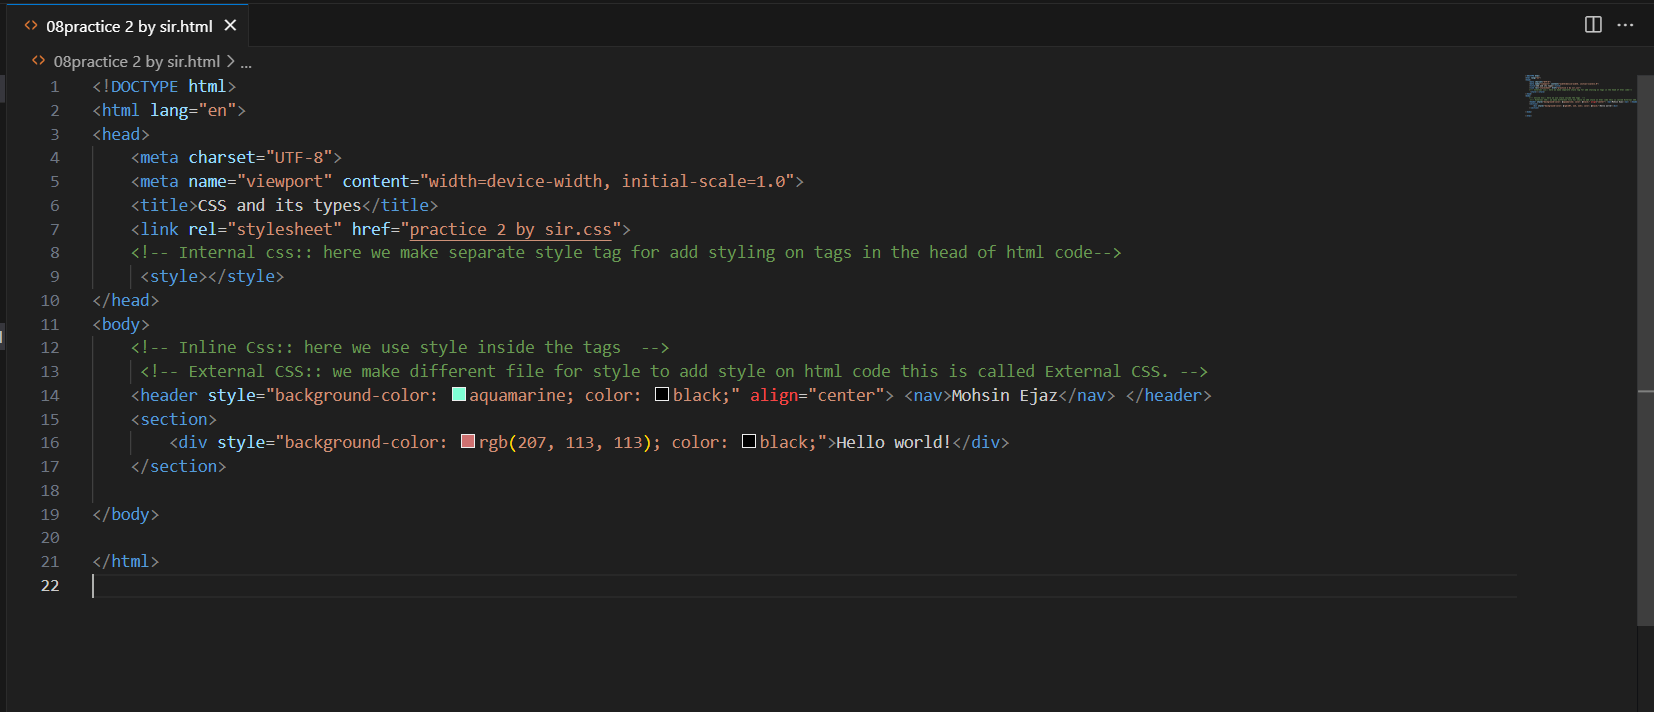 08practice 2 by sir.html
08practice 2 by sir.html > ...
1 <!DOCTYPE html>
2 <html lang="en">
3 <head>
4 <meta charset="UTF-8">
5 <meta name="viewport" content="width=device-width, initial-scale=1.0">
6 <title>CSS and its types</title>
7 <link rel="stylesheet" href="practice 2 by sir.css">
8 <!-- Internal css:: here we make separate style tag for add styling on tags in the head of html code-->
9 <style></style>
10 </head>
11 <body>
12 <!-- Inline Css:: here we use style inside the tags  -->
13 <!-- External CSS:: we make different file for style to add style on html code this is called External CSS. -->
14 <header style="background-color: aquamarine; color: black;" align="center"> <nav>Mohsin Ejaz</nav> </header>
15 <section>
16 <div style="background-color: rgb(207, 113, 113); color: black;">Hello world!</div>
17 </section>
18
19 </body>
20
21 </html>
22